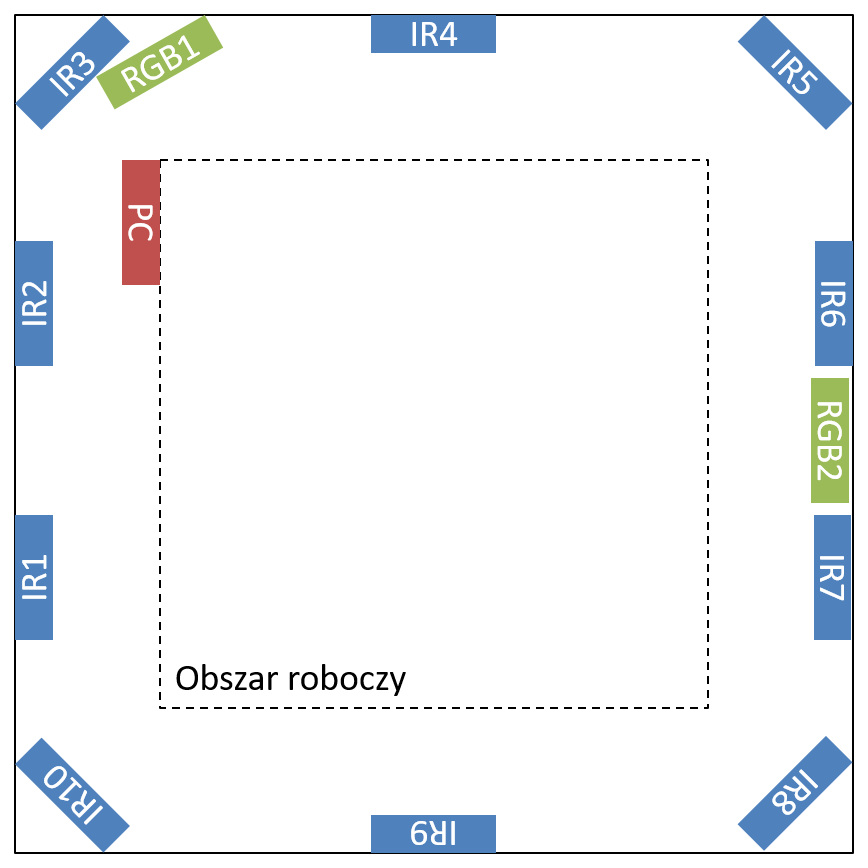 IR3
RGB1
IR4
IR5
PC
IR2
IR6
RGB2
IR1
IR7
Obszar roboczy
IR10
IR9
IR8